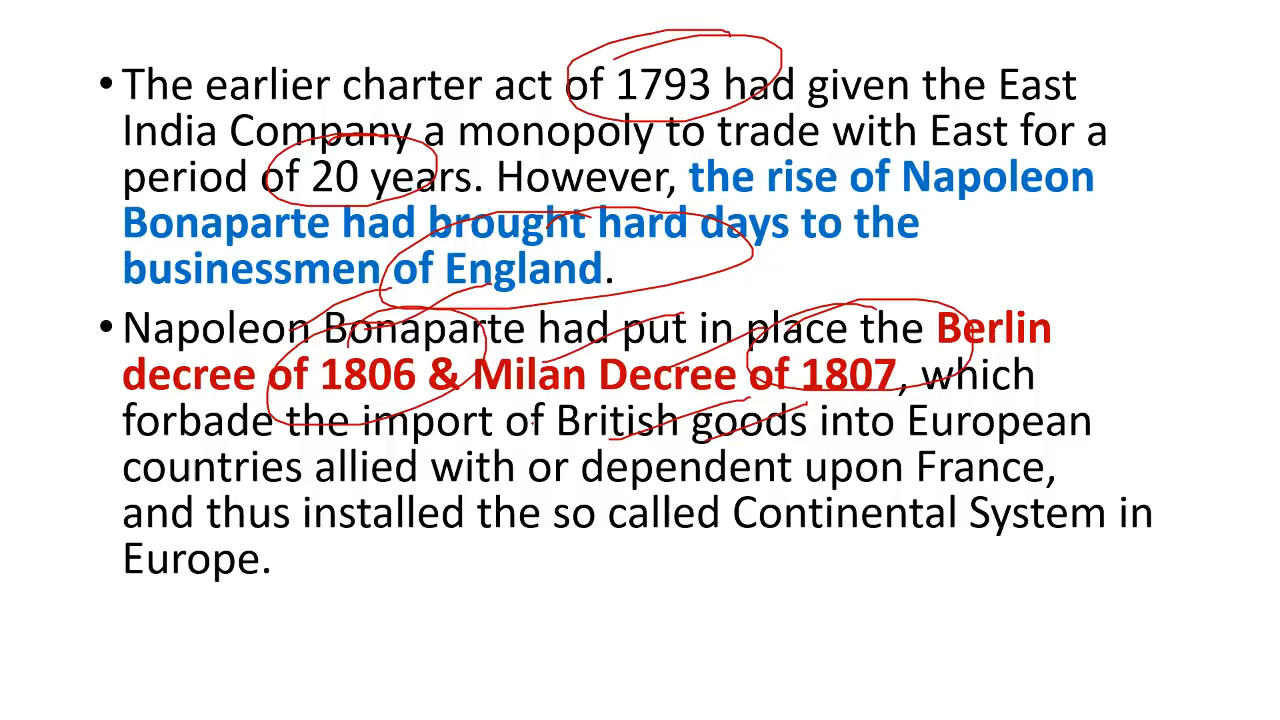 • The earlier charter act of 1793 had given the East
India Company a monopoly to trade with East for a
period of 20 years. However, the rise of Napoleon
Bonaparte had brought hard days to the
businessmen of England.
• Napoleon Bonaparte had put in place the Berlin
decree of 1806 & Milan Decree of 1807, which
forbade the import of British goods into European
countries allied with or dependent upon France,
and thus installed the so called Continental System in
Europe.